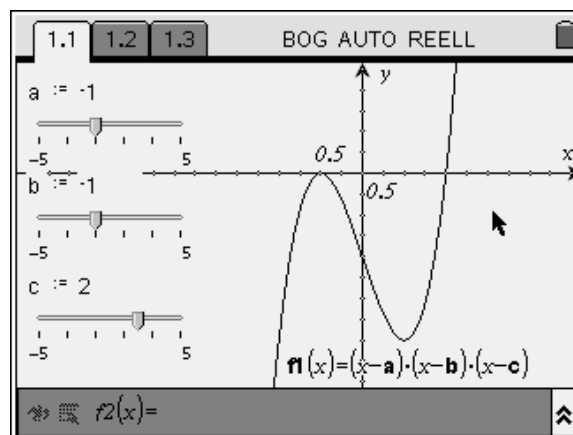 1.1 1.2 1.3 BOG AUTO REELL
a := -1
-5 5
b := -1
-5 5
c := 2
-5 5
y
0.5 x
0.5
f1(x)=(x-a)·(x-b)·(x-c)
f2(x)=